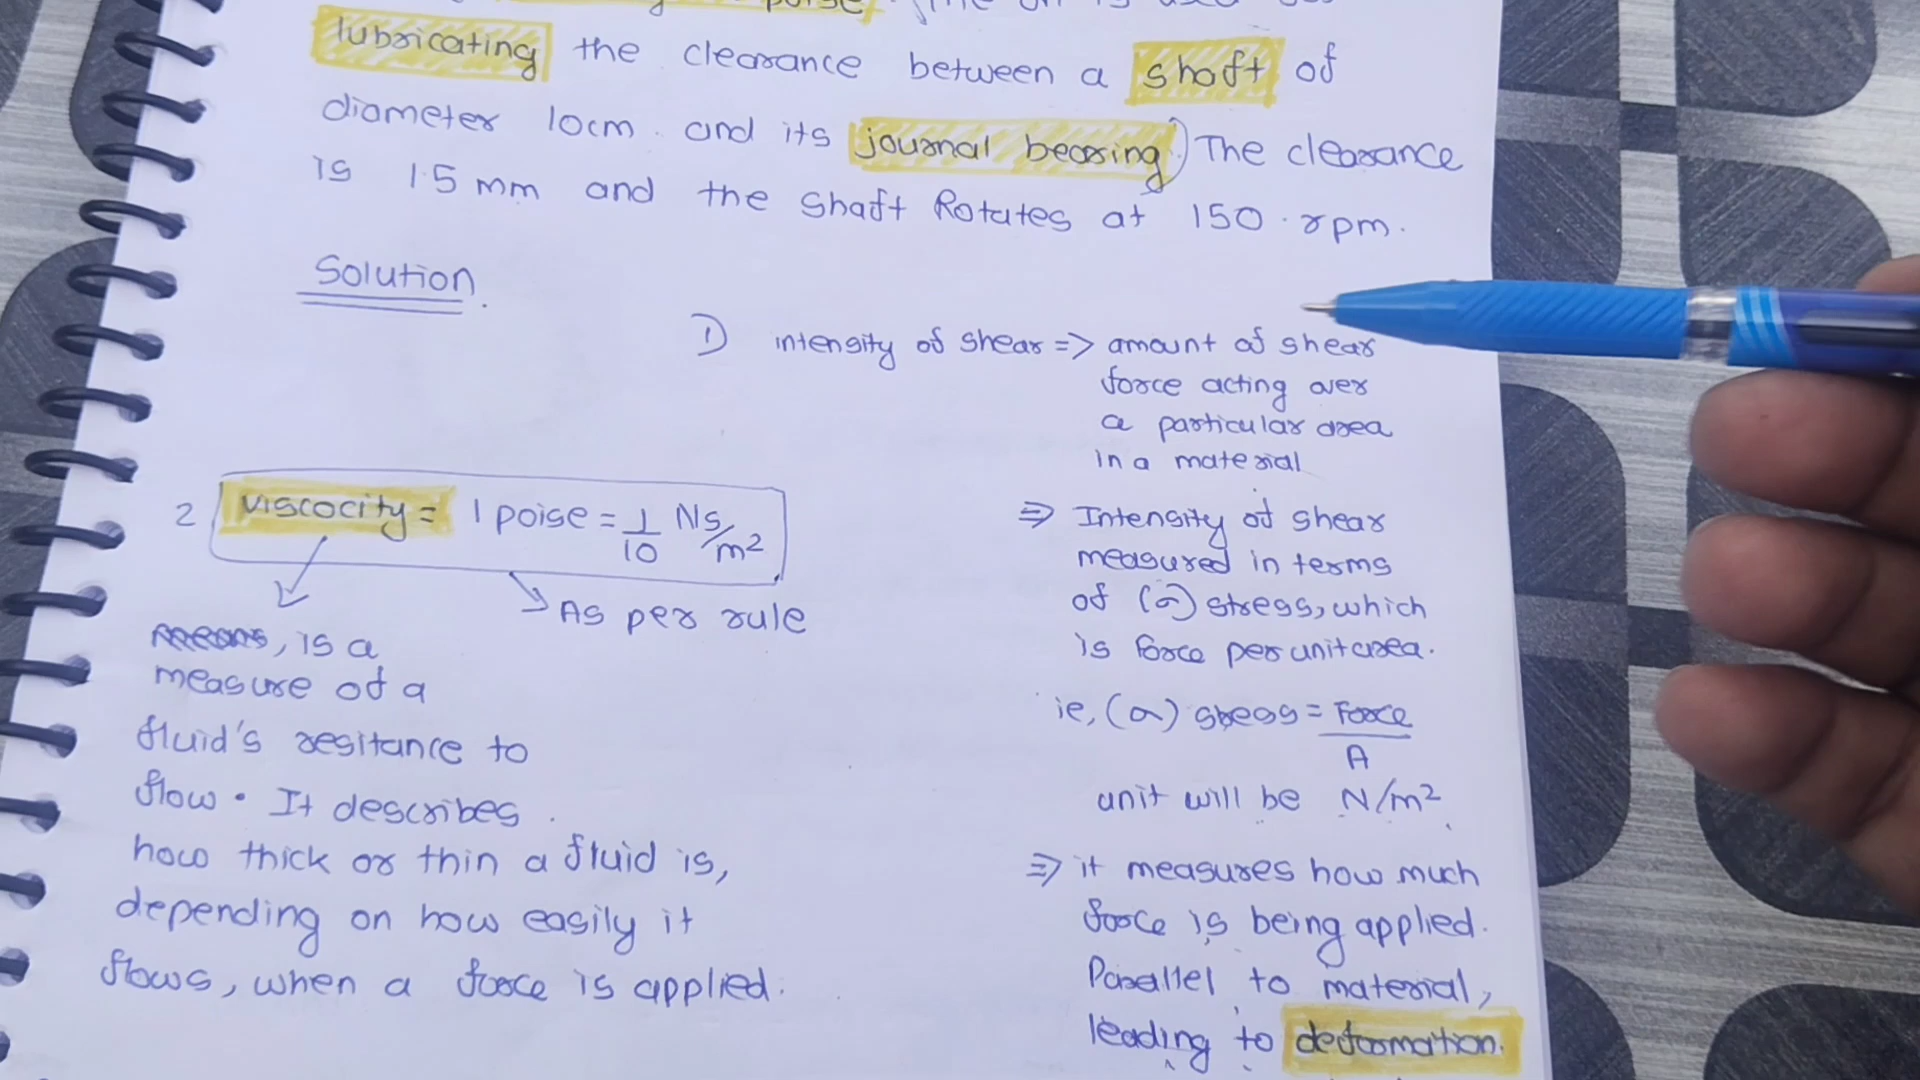 poise
lubricating the clearance between a shaft of
diameter 10cm. and its journal bearing) The clearance
is 1.5 mm and the shaft Rotates at 150 . rpm.
Solution
1) intensity of shear => amount of shear
force acting over
a particular area
in a material
2 viscocity = 1 poise = 1/10 Ns/m²
As per rule
means, is a
measure of a
fluid's resitance to
flow. It describes
how thick or thin a fluid is,
depending on how easily it
flows, when a force is applied.
=> Intensity of shear
measured in terms
of (σ) stress, which
is force per unit area.
ie, (σ) stress = Force/A
unit will be N/m²
=> it measures how much
force is being applied.
Parallel to material,
leading to deformation.